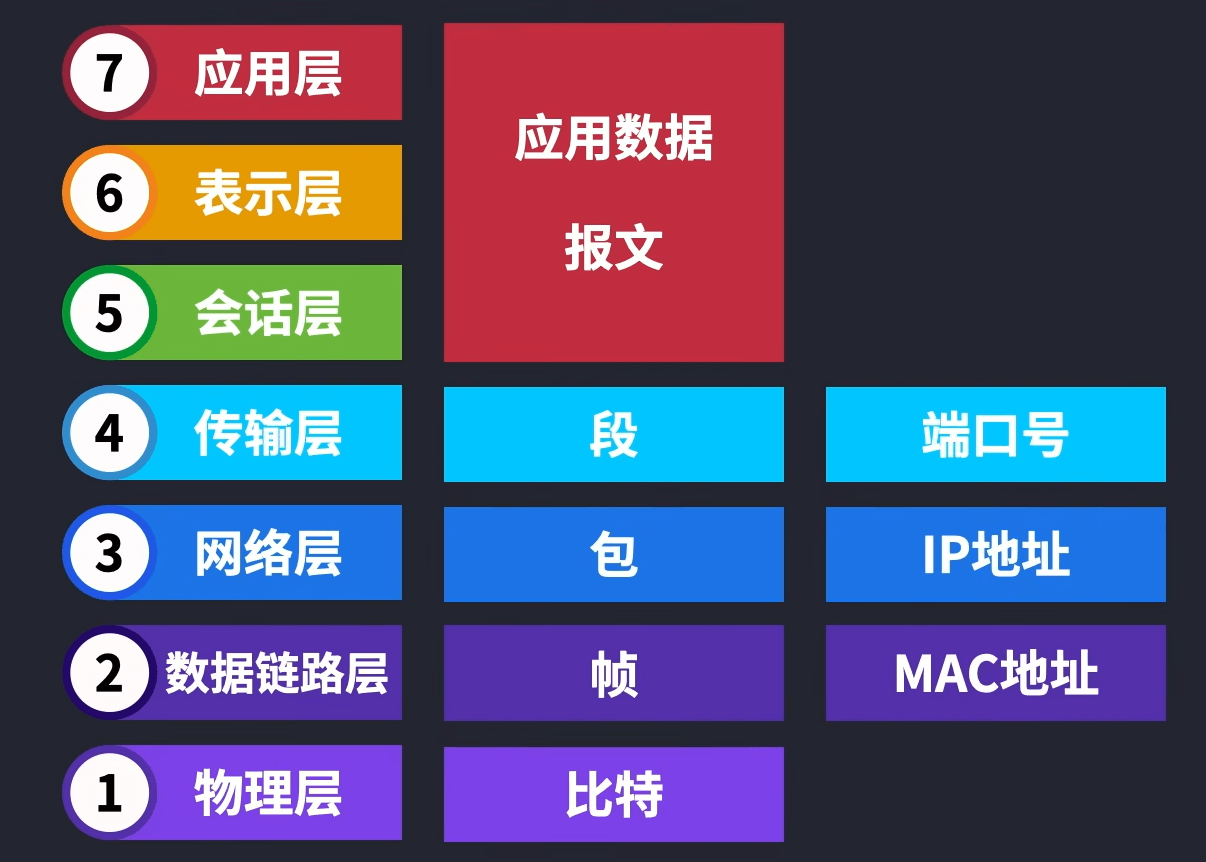 7 应用层
应用数据
报文
6 表示层
5 会话层
4 传输层 段 端口号
3 网络层 包 IP地址
2 数据链路层 帧 MAC地址
1 物理层 比特